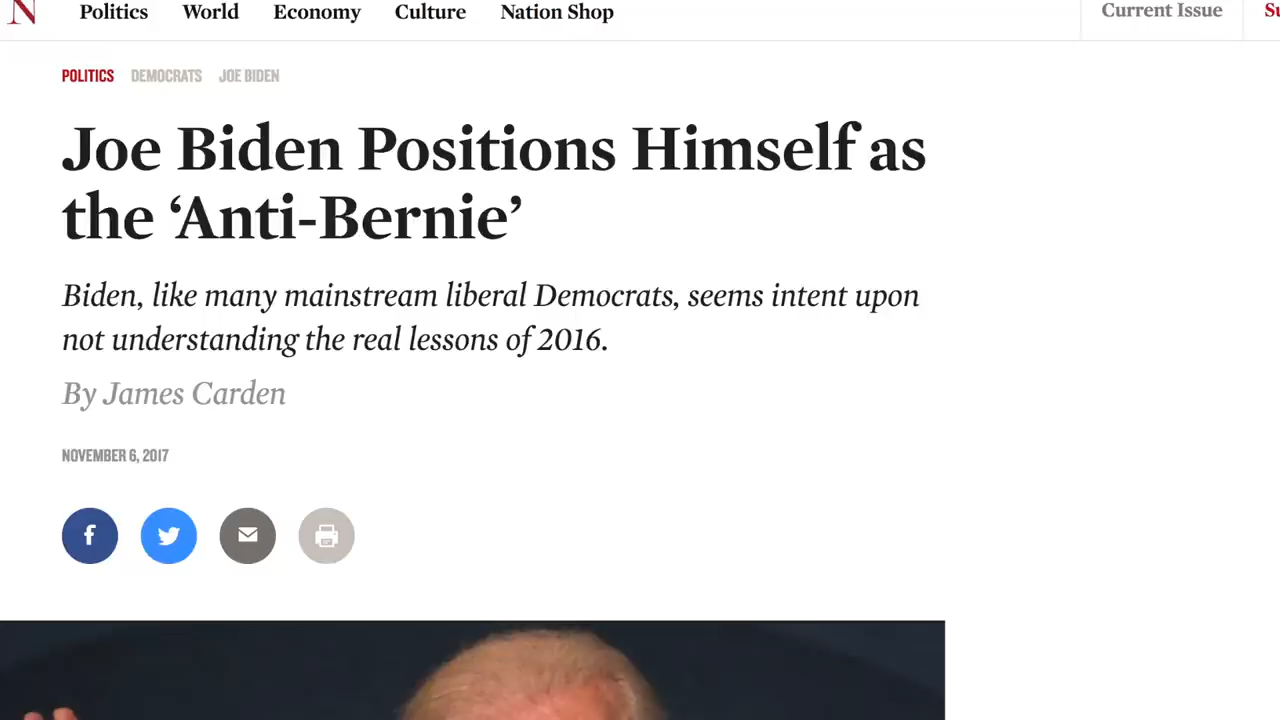 N Politics World Economy Culture Nation Shop Current Issue
POLITICS DEMOCRATS JOE BIDEN
Joe Biden Positions Himself as
the ‘Anti-Bernie’
Biden, like many mainstream liberal Democrats, seems intent upon
not understanding the real lessons of 2016.
By James Carden
NOVEMBER 6, 2017
f